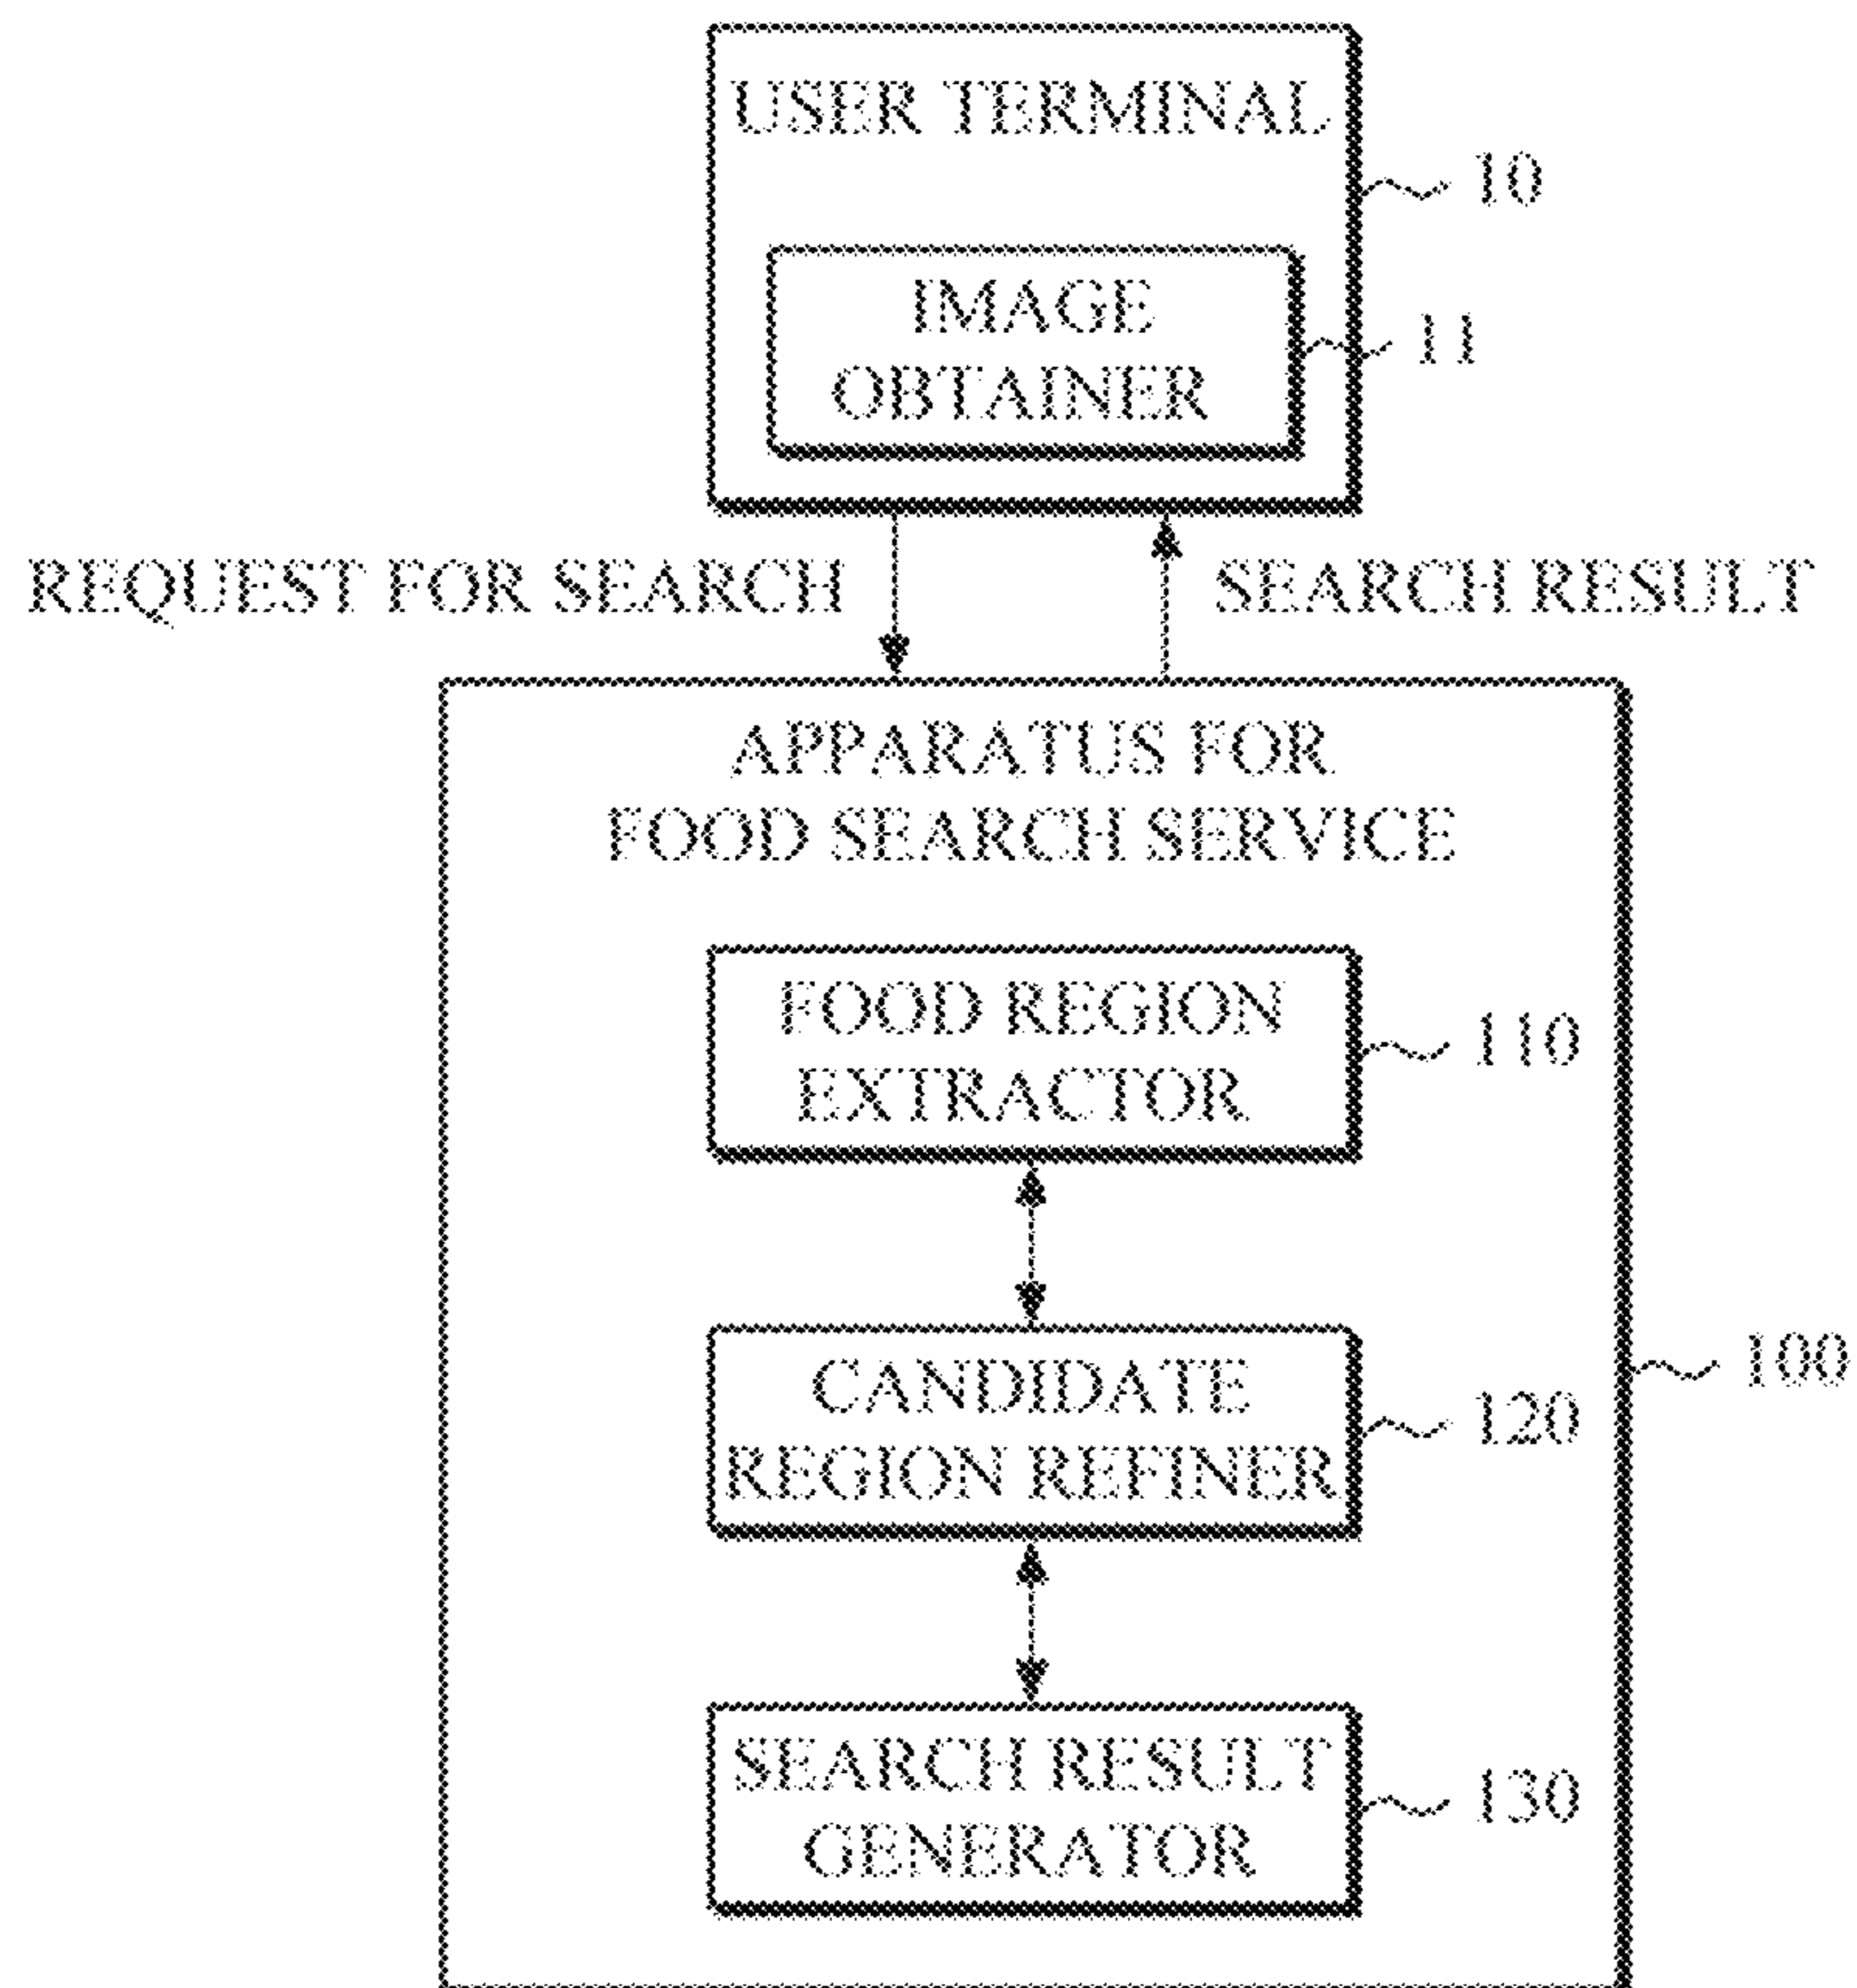 USER TERMINAL
10
IMAGE
OBTAINER
11
REQUEST FOR SEARCH
SEARCH RESULT
APPARATUS FOR
FOOD SEARCH SERVICE
FOOD REGION
EXTRACTOR
110
CANDIDATE
REGION REFINER
120
100
SEARCH RESULT
GENERATOR
130